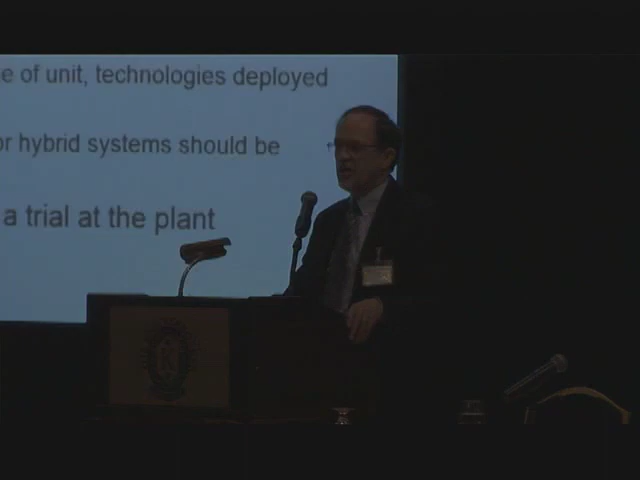 e of unit, technologies deployed
or hybrid systems should be
a trial at the plant